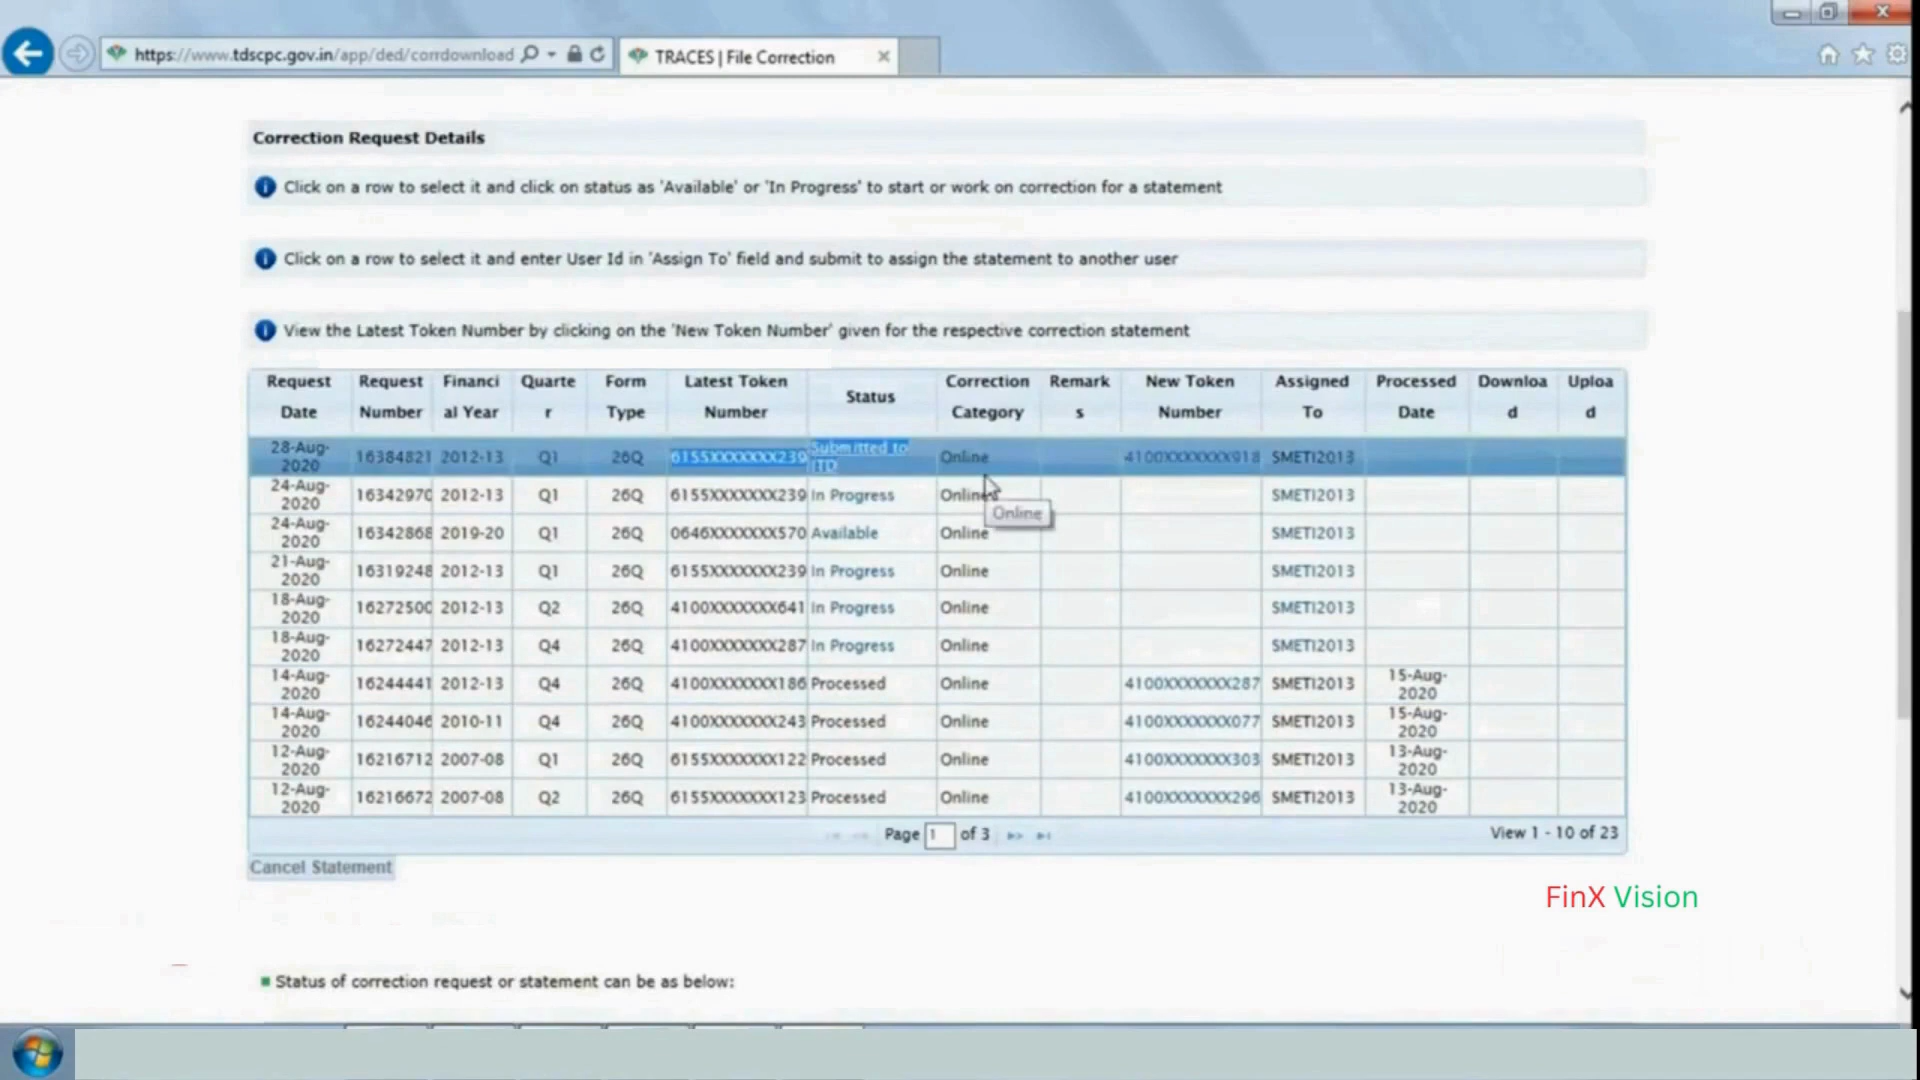 https://www.tdscpc.gov.in/app/ded/corrdownload
TRACES | File Correction
Correction Request Details
Click on a row to select it and click on status as 'Available' or 'In Progress' to start or work on correction for a statement
Click on a row to select it and enter User Id in 'Assign To' field and submit to assign the statement to another user
View the Latest Token Number by clicking on the 'New Token Number' given for the respective correction statement
Request Date Request Number Financi al Year Quarte r Form Type Latest Token Number Status Correction Category Remark s New Token Number Assigned To Processed Date Downloa d Uploa d
28-Aug-2020 16384821 2012-13 Q1 26Q 6155XXXXXXX239 Submitted to ITD Online 4100XXXXXXX918 SMETI2013
24-Aug-2020 16342970 2012-13 Q1 26Q 6155XXXXXXX239 In Progress Online SMETI2013
Online
24-Aug-2020 16342868 2019-20 Q1 26Q 0646XXXXXXX570 Available Online SMETI2013
21-Aug-2020 16319248 2012-13 Q1 26Q 6155XXXXXXX239 In Progress Online SMETI2013
18-Aug-2020 16272500 2012-13 Q2 26Q 4100XXXXXXX641 In Progress Online SMETI2013
18-Aug-2020 16272447 2012-13 Q4 26Q 4100XXXXXXX287 In Progress Online SMETI2013
14-Aug-2020 16244441 2012-13 Q4 26Q 4100XXXXXXX186 Processed Online 4100XXXXXXX287 SMETI2013 15-Aug-2020
14-Aug-2020 16244046 2010-11 Q4 26Q 4100XXXXXXX243 Processed Online 4100XXXXXXX077 SMETI2013 15-Aug-2020
12-Aug-2020 16216712 2007-08 Q1 26Q 6155XXXXXXX122 Processed Online 4100XXXXXXX303 SMETI2013 13-Aug-2020
12-Aug-2020 16216672 2007-08 Q2 26Q 6155XXXXXXX123 Processed Online 4100XXXXXXX296 SMETI2013 13-Aug-2020
Page 1 of 3 View 1 - 10 of 23
Cancel Statement
FinX Vision
Status of correction request or statement can be as below: